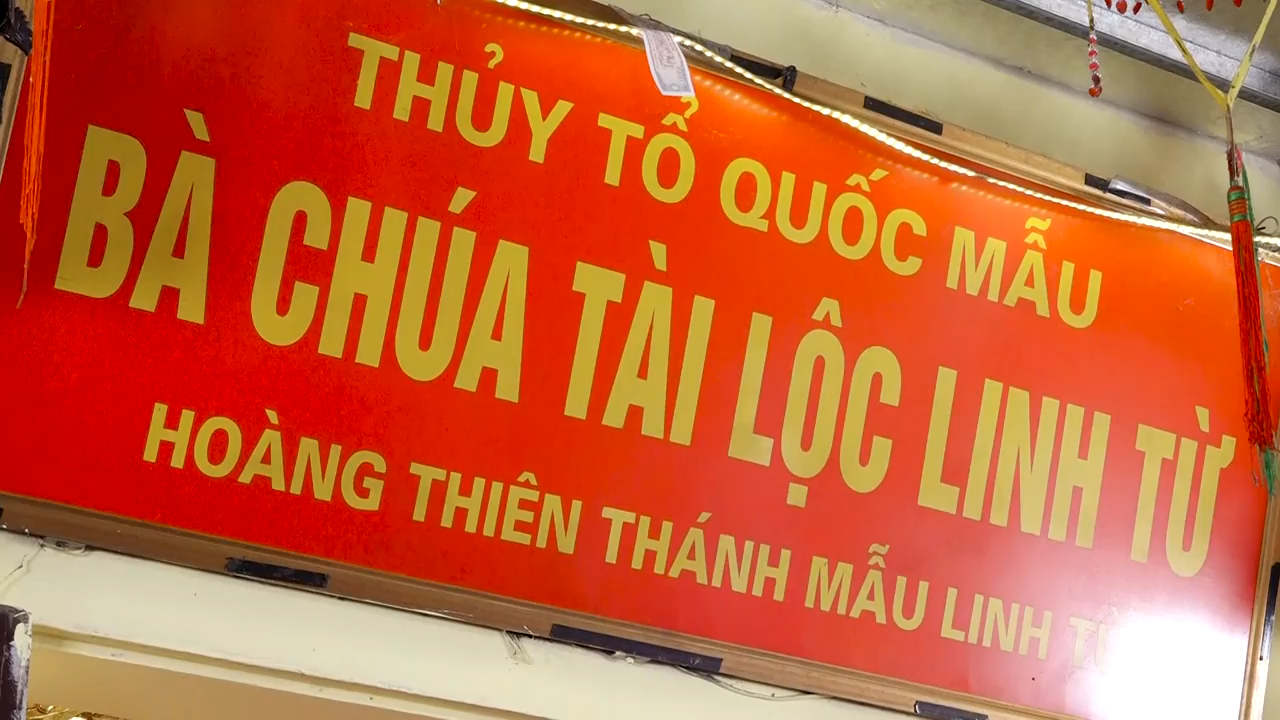 THỦY TỔ QUỐC MẪU
BÀ CHÚA TÀI LỘC LINH TỪ
HOÀNG THIÊN THÁNH MẪU LINH